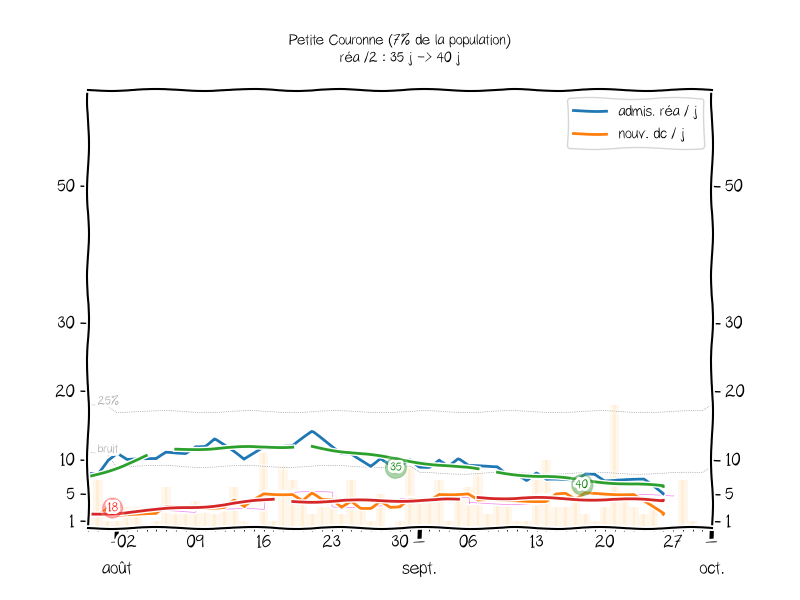 Petite Couronne (7% de la population)
réa /2 : 35 j -> 40 j
admis. réa / j
nouv. dc / j
50
50
30
30
20
20
25%
bruit
10
10
35
40
5
5
18
1
1
02 09 16 23 30 06 13 20 27
août sept. oct.